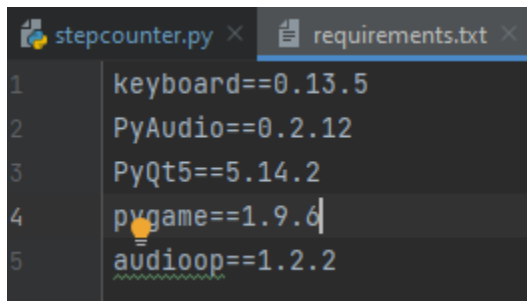 stepcounter.py requirements.txt
1 keyboard==0.13.5
2 PyAudio==0.2.12
3 PyQt5==5.14.2
4 pygame==1.9.6
5 audioop==1.2.2